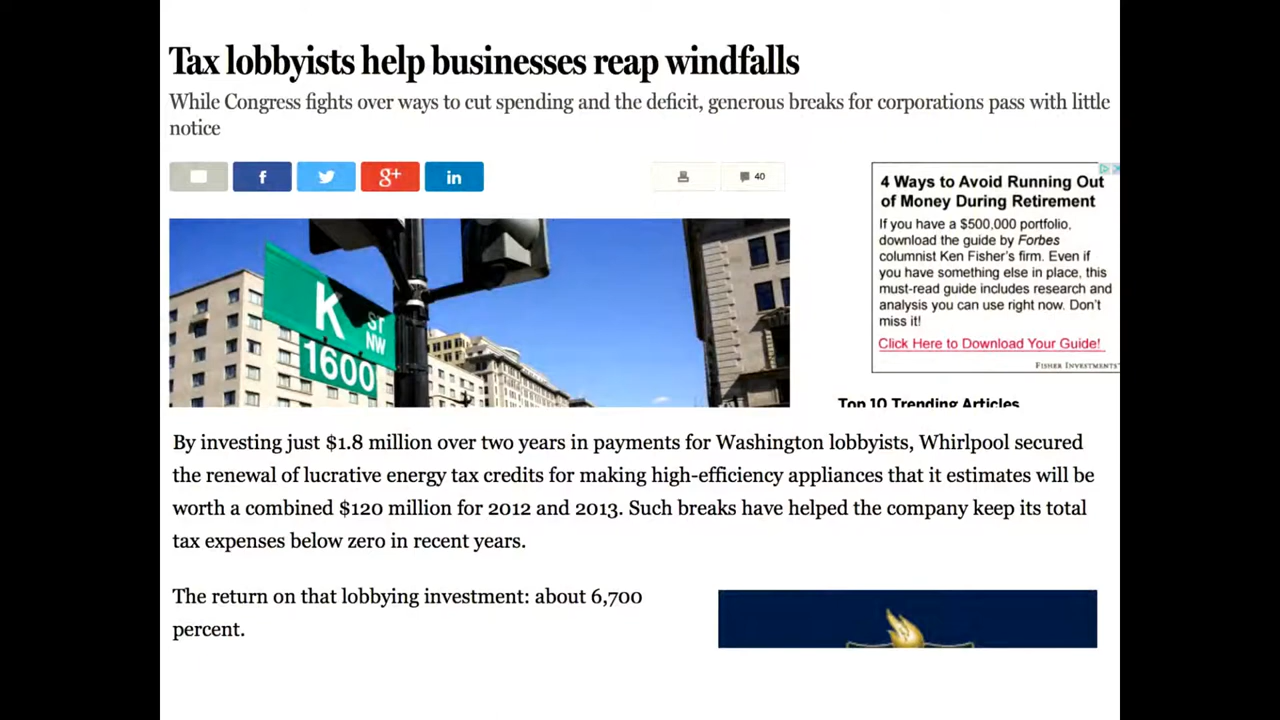 Tax lobbyists help businesses reap windfalls
While Congress fights over ways to cut spending and the deficit, generous breaks for corporations pass with little
notice
f
g+
in
40
4 Ways to Avoid Running Out
of Money During Retirement
If you have a $500,000 portfolio,
download the guide by Forbes
columnist Ken Fisher's firm. Even if
you have something else in place, this
must-read guide includes research and
analysis you can use right now. Don't
miss it!
Click Here to Download Your Guide!
FISHER INVESTMENTS
K ST NW
1600
Top 10 Trending Articles
By investing just $1.8 million over two years in payments for Washington lobbyists, Whirlpool secured
the renewal of lucrative energy tax credits for making high-efficiency appliances that it estimates will be
worth a combined $120 million for 2012 and 2013. Such breaks have helped the company keep its total
tax expenses below zero in recent years.
The return on that lobbying investment: about 6,700
percent.